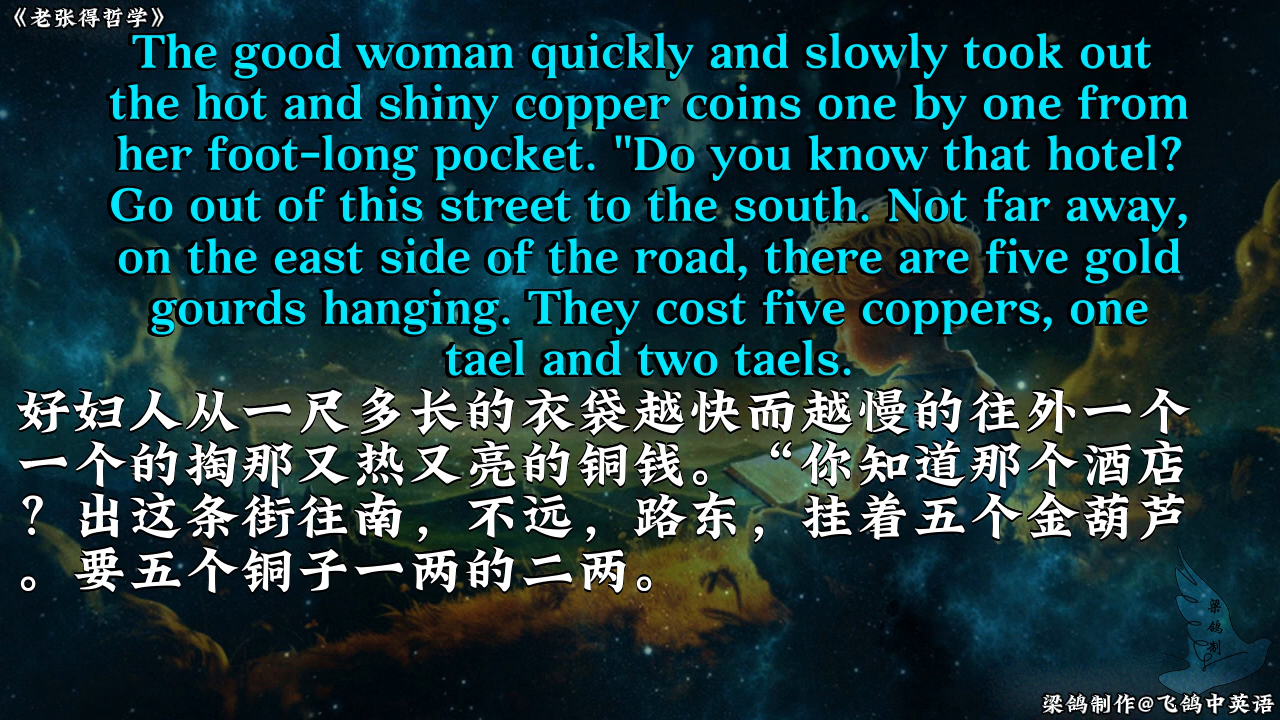 《老张得哲学》
The good woman quickly and slowly took out
the hot and shiny copper coins one by one from
her foot-long pocket. "Do you know that hotel?
Go out of this street to the south. Not far away,
on the east side of the road, there are five gold
gourds hanging. They cost five coppers, one
tael and two taels.
好妇人从一尺多长的衣袋越快而越慢的往外一个
一个的掏那又热又亮的铜钱。“你知道那个酒店
？出这条街往南，不远，路东，挂着五个金葫芦
。要五个铜子一两的二两。
梁鸽制
梁鸽制作@飞鸽中英语